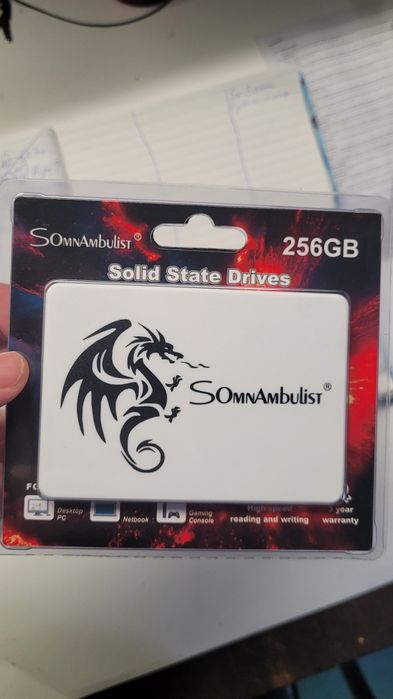 SOMNAMBULIST®
256GB
Solid State Drives
SOMNAMBULIST®
Desktop PC
Netbook
Gaming Console
High speed
reading and writing
3 year
warranty